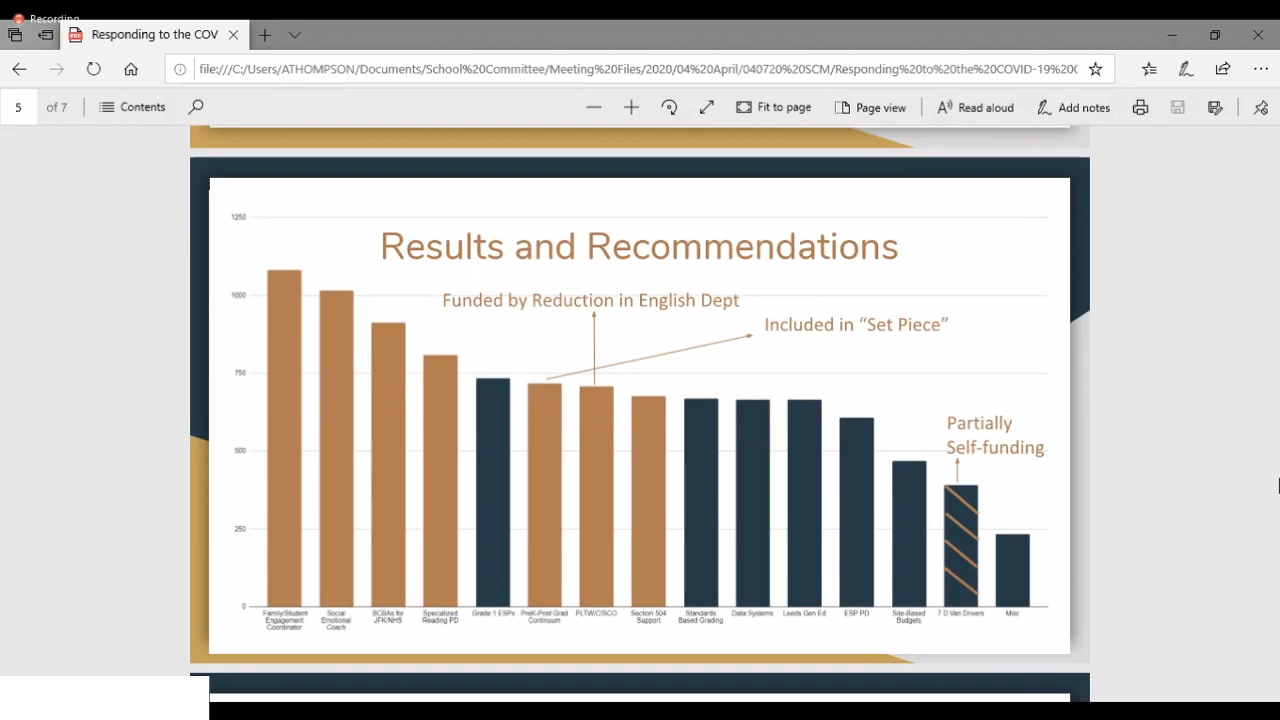 Recording
Responding to the COV
file:///C:/Users/ATHOMPSON/Documents/School%20Committee/Meeting%20Files/2020/04%20April/040720%20SCM/Responding%20to%20the%20COVID-19%20C
5 of 7
Contents
Fit to page
Page view
Read aloud
Add notes
1250
Results and Recommendations
1000
Funded by Reduction in English Dept
Included in “Set Piece”
750
Partially
Self-funding
500
250
0
Family/Student
Engagement
Coordinator
Social
Emotional
Coach
BCBAs for
JFK/NHS
Specialized
Reading PD
Grade 1 ESPs
PreK-Post Grad
Continuum
PLTW/CISCO
Section 504
Support
Standards
Based Grading
Data Systems
Leeds Gen Ed
ESP PD
Site-Based
Budgets
7 D Van Drivers
Misc